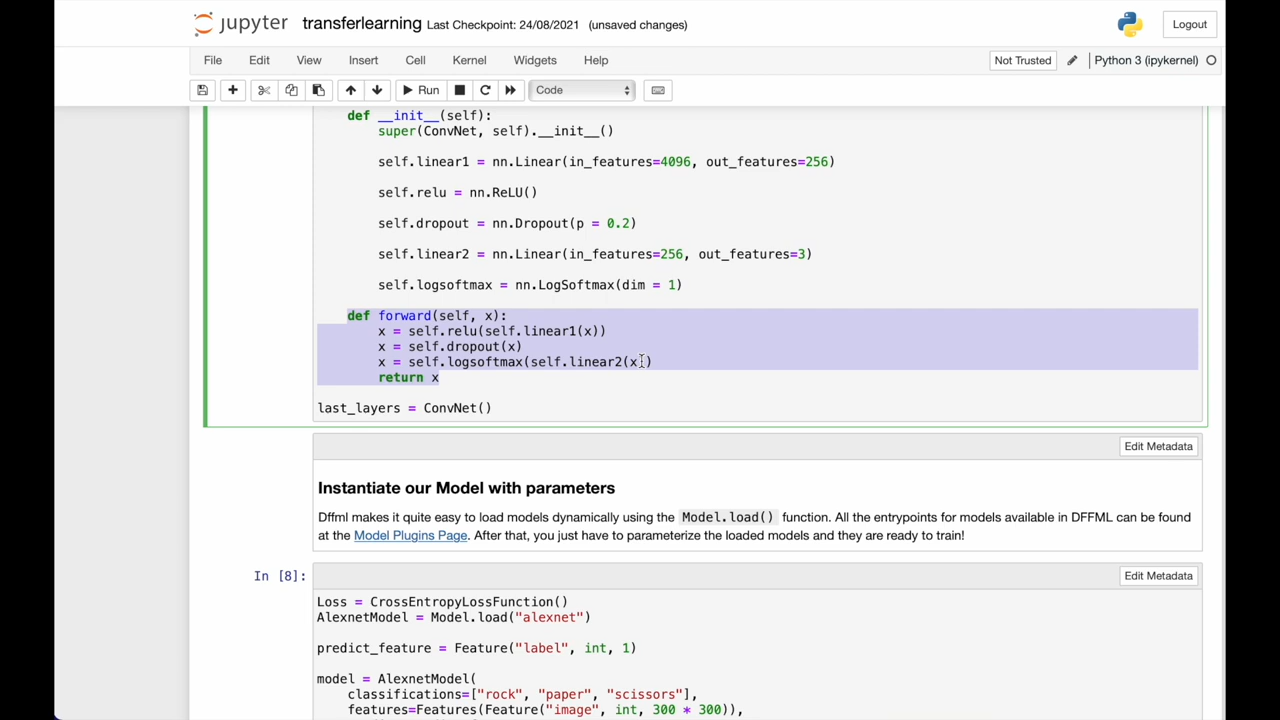 jupyter transferlearning Last Checkpoint: 24/08/2021 (unsaved changes) Logout
File Edit View Insert Cell Kernel Widgets Help Not Trusted Python 3 (ipykernel)
Run Code
def __init__(self):
super(ConvNet, self).__init__()
self.linear1 = nn.Linear(in_features=4096, out_features=256)
self.relu = nn.ReLU()
self.dropout = nn.Dropout(p = 0.2)
self.linear2 = nn.Linear(in_features=256, out_features=3)
self.logsoftmax = nn.LogSoftmax(dim = 1)
def forward(self, x):
x = self.relu(self.linear1(x))
x = self.dropout(x)
x = self.logsoftmax(self.linear2(x))
return x
last_layers = ConvNet()
Edit Metadata
Instantiate our Model with parameters
Dffml makes it quite easy to load models dynamically using the Model.load() function. All the entrypoints for models available in DFFML can be found
at the Model Plugins Page. After that, you just have to parameterize the loaded models and they are ready to train!
In [8]:
Edit Metadata
Loss = CrossEntropyLossFunction()
AlexnetModel = Model.load("alexnet")
predict_feature = Feature("label", int, 1)
model = AlexnetModel(
classifications=["rock", "paper", "scissors"],
features=Features(Feature("image", int, 300 * 300)),